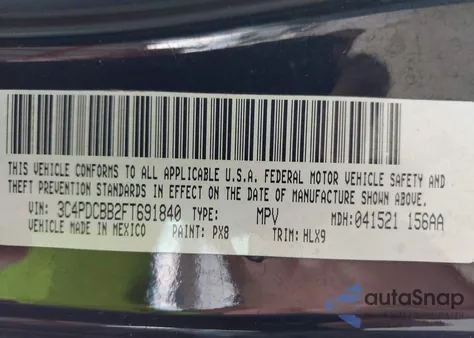 THIS VEHICLE CONFORMS TO ALL APPLICABLE U.S.A. FEDERAL MOTOR VEHICLE SAFETY AND
THEFT PREVENTION STANDARDS IN EFFECT ON THE DATE OF MANUFACTURE SHOWN ABOVE.
VIN: 3C4PDCBB2FT691840 TYPE: MPV MDH:041521 156AA
VEHICLE MADE IN MEXICO PAINT: PX8 TRIM: HLX9
autoSnap